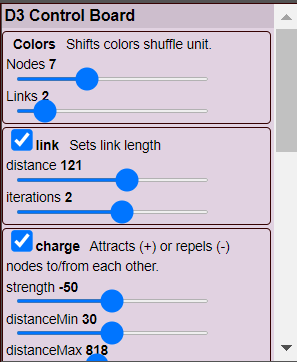 D3 Control Board
Colors Shifts colors shuffle unit.
Nodes 7
Links 2
link Sets link length
distance 121
iterations 2
charge Attracts (+) or repels (-)
nodes to/from each other.
strength -50
distanceMin 30
distanceMax 818